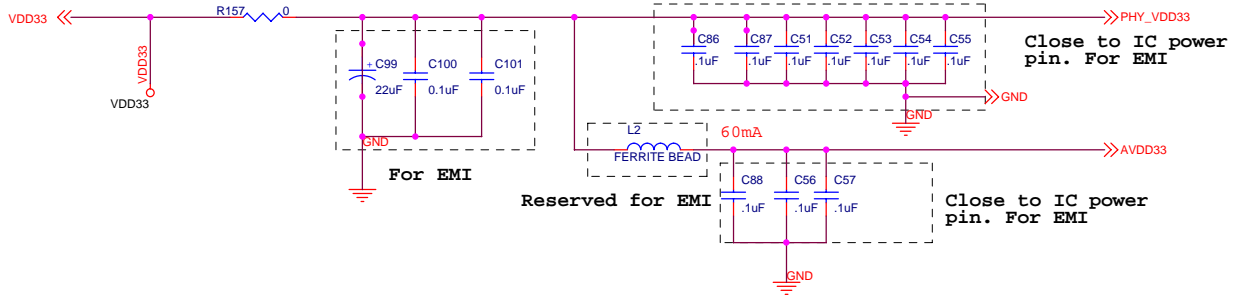 VDD33
R157
0
PHY_VDD33
VDD33
VDD33
C99
22uF
C100
0.1uF
C101
0.1uF
GND
For EMI
C86
.1uF
C87
.1uF
C51
.1uF
C52
.1uF
C53
.1uF
C54
.1uF
C55
.1uF
Close to IC power
pin. For EMI
GND
GND
L2
60mA
FERRITE BEAD
AVDD33
Reserved for EMI
C88
.1uF
C56
.1uF
C57
.1uF
Close to IC power
pin. For EMI
GND